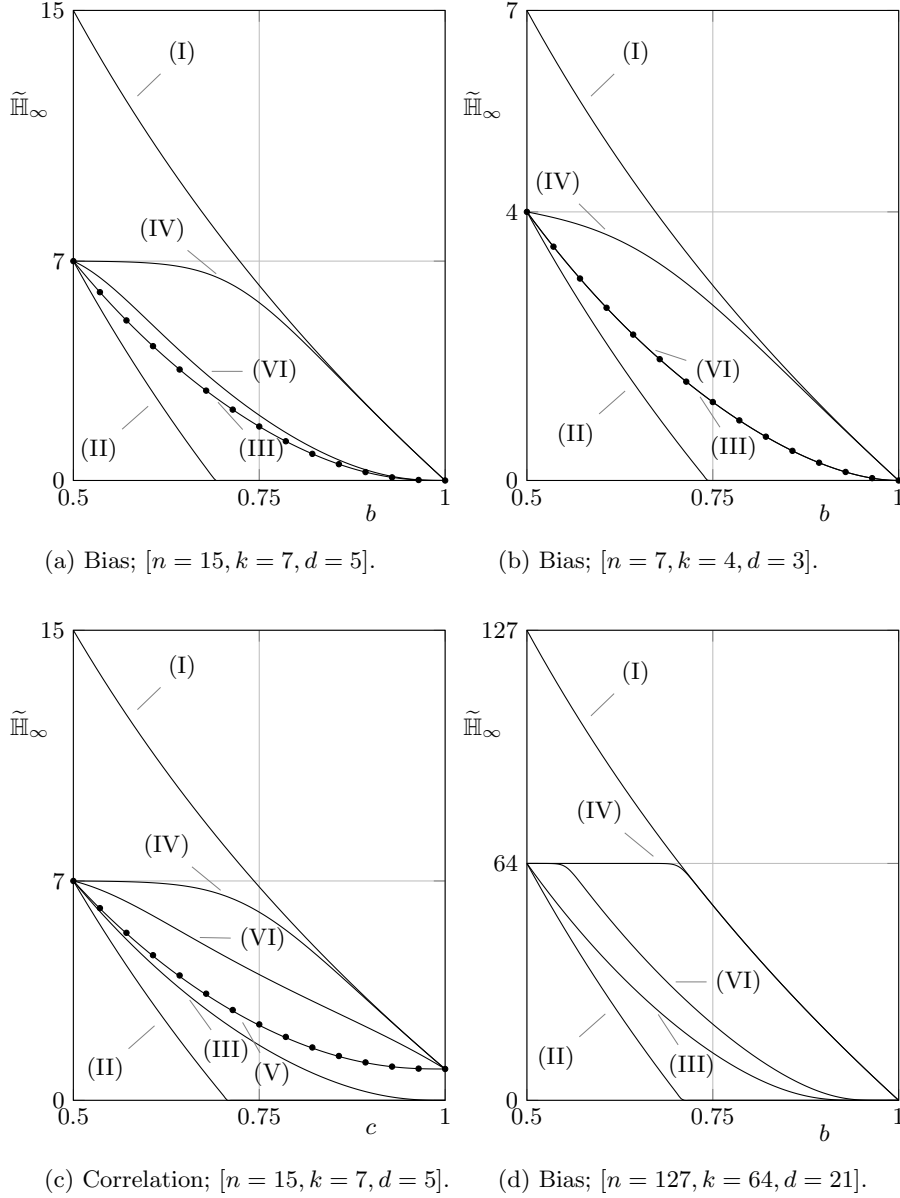 15
(I)
H̃∞
(IV)
7
(VI)
(II)
(III)
0
0.5
0.75
1
b
(a) Bias; [n = 15, k = 7, d = 5].
7
(I)
H̃∞
(IV)
4
(VI)
(II)
(III)
0
0.5
0.75
1
b
(b) Bias; [n = 7, k = 4, d = 3].
15
(I)
H̃∞
(IV)
7
(VI)
(III)
(II)
(V)
0
0.5
0.75
1
c
(c) Correlation; [n = 15, k = 7, d = 5].
127
(I)
H̃∞
(IV)
64
(VI)
(II)
(III)
0
0.5
0.75
1
b
(d) Bias; [n = 127, k = 64, d = 21].